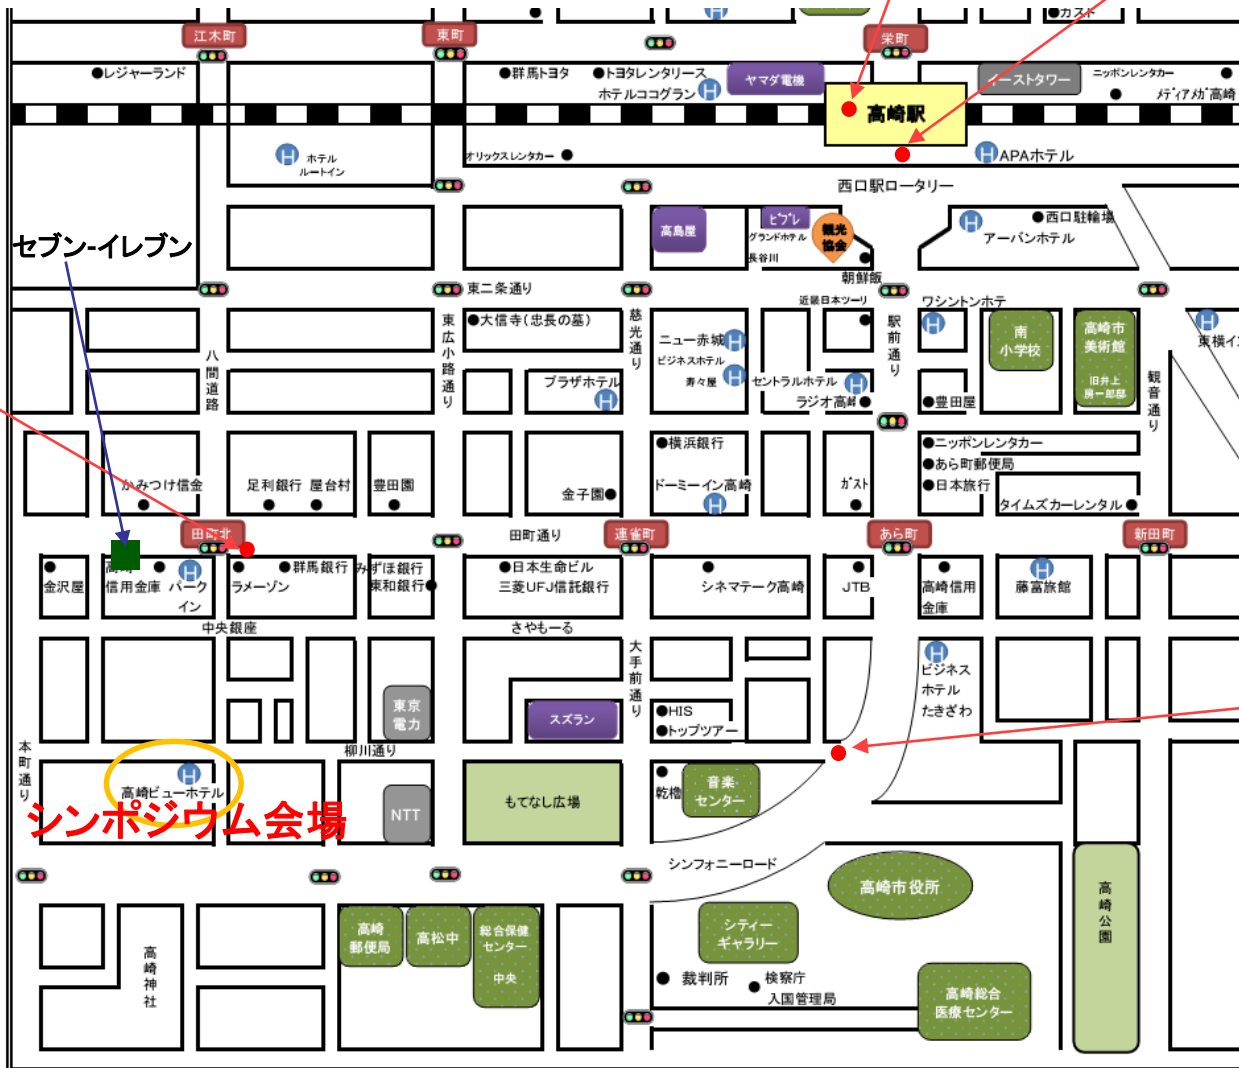 ガスト
江木町
東町
栄町
レジャーランド
群馬トヨタ
トヨタレンタリース
ホテルココグラン
ヤマダ電機
イーストタワー
ニッポンレンタカー
メディアメガ高崎
高崎駅
ホテル
ルートイン
オリックスレンタカー
APAホテル
西口駅ロータリー
高島屋
ビブレ
グランドホテル
長谷川
観光
協会
西口駐輪場
アーバンホテル
セブン-イレブン
朝鮮飯
東二条通り
近畿日本ツーリ
ワシントンホテ
大信寺(忠長の墓)
東広小路通り
慈光通り
ニュー赤城
ビジネスホテル
寿々屋
駅前通り
南
小学校
高崎市
美術館
旧井上
房一郎邸
東横イン
八間道路
プラザホテル
セントラルホテル
ラジオ高崎
豊田屋
観音通り
横浜銀行
ニッポンレンタカー
あら町郵便局
日本旅行
かみつけ信金
足利銀行
屋台村
豊田園
金子園
ドーミーイン高崎
ガスト
タイムズカーレンタル
田町北
田町通り
連雀町
あら町
新田町
金沢屋
高崎
信用金庫
パーク
イン
ラメーゾン
群馬銀行
みずほ銀行
東和銀行
日本生命ビル
三菱UFJ信託銀行
シネマテーク高崎
JTB
高崎信用
金庫
藤富旅館
中央銀座
さやもーる
大手前通り
ビジネス
ホテル
たきざわ
東京
電力
スズラン
HIS
トップツアー
本町通り
柳川通り
高崎ビューホテル
シンポジウム会場
NTT
もてなし広場
乾櫓
音楽
センター
シンフォニーロード
高崎市役所
高崎公園
高崎神社
高崎
郵便局
高松中
総合保健
センター
中央
シティー
ギャラリー
裁判所
検察庁
入国管理局
高崎総合
医療センター